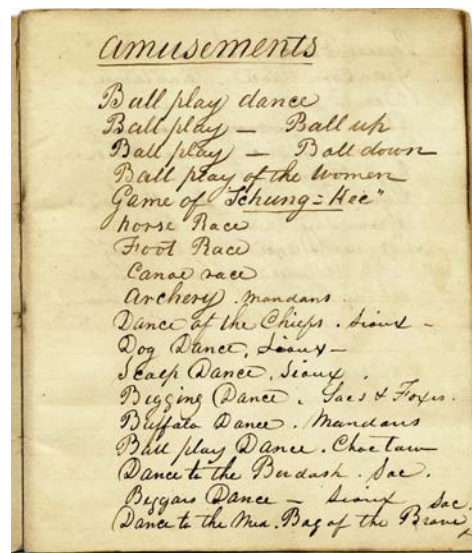 amusements
Ball play dance
Ball play – Ball up
Ball play – Ball down
Ball play of the Women
Game of "Tchung=Kee"
horse Race
Foot Race
Canoe race
Archery. Mandans.
Dance of the Chiefs. Sioux –
Dog Dance, Sioux –
Scalp Dance, Sioux.
Begging Dance. Sacs & Foxes.
Buffalo Dance. Mandans
Ball play Dance. Choctaw
Dance to the Berdash. Sac.
Beggars Dance – Sioux
Dance to the Med. Bag of the Brave, Sac.